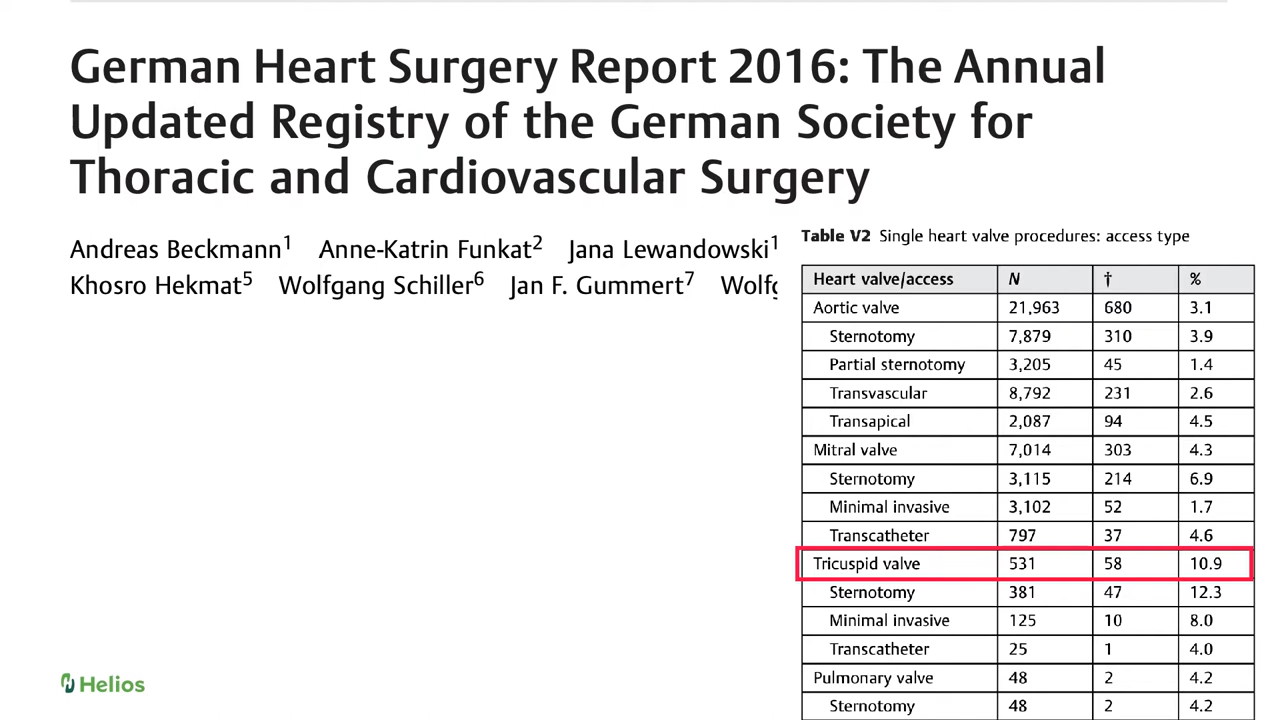 German Heart Surgery Report 2016: The Annual
Updated Registry of the German Society for
Thoracic and Cardiovascular Surgery
Andreas Beckmann1 Anne-Katrin Funkat2 Jana Lewandowski1
Khosro Hekmat5 Wolfgang Schiller6 Jan F. Gummert7
Table V2 Single heart valve procedures: access type
Heart valve/access N † %
Aortic valve 21,963 680 3.1
Sternotomy 7,879 310 3.9
Partial sternotomy 3,205 45 1.4
Transvascular 8,792 231 2.6
Transapical 2,087 94 4.5
Mitral valve 7,014 303 4.3
Sternotomy 3,115 214 6.9
Minimal invasive 3,102 52 1.7
Transcatheter 797 37 4.6
Tricuspid valve 531 58 10.9
Sternotomy 381 47 12.3
Minimal invasive 125 10 8.0
Transcatheter 25 1 4.0
Pulmonary valve 48 2 4.2
Sternotomy 48 2 4.2
Helios